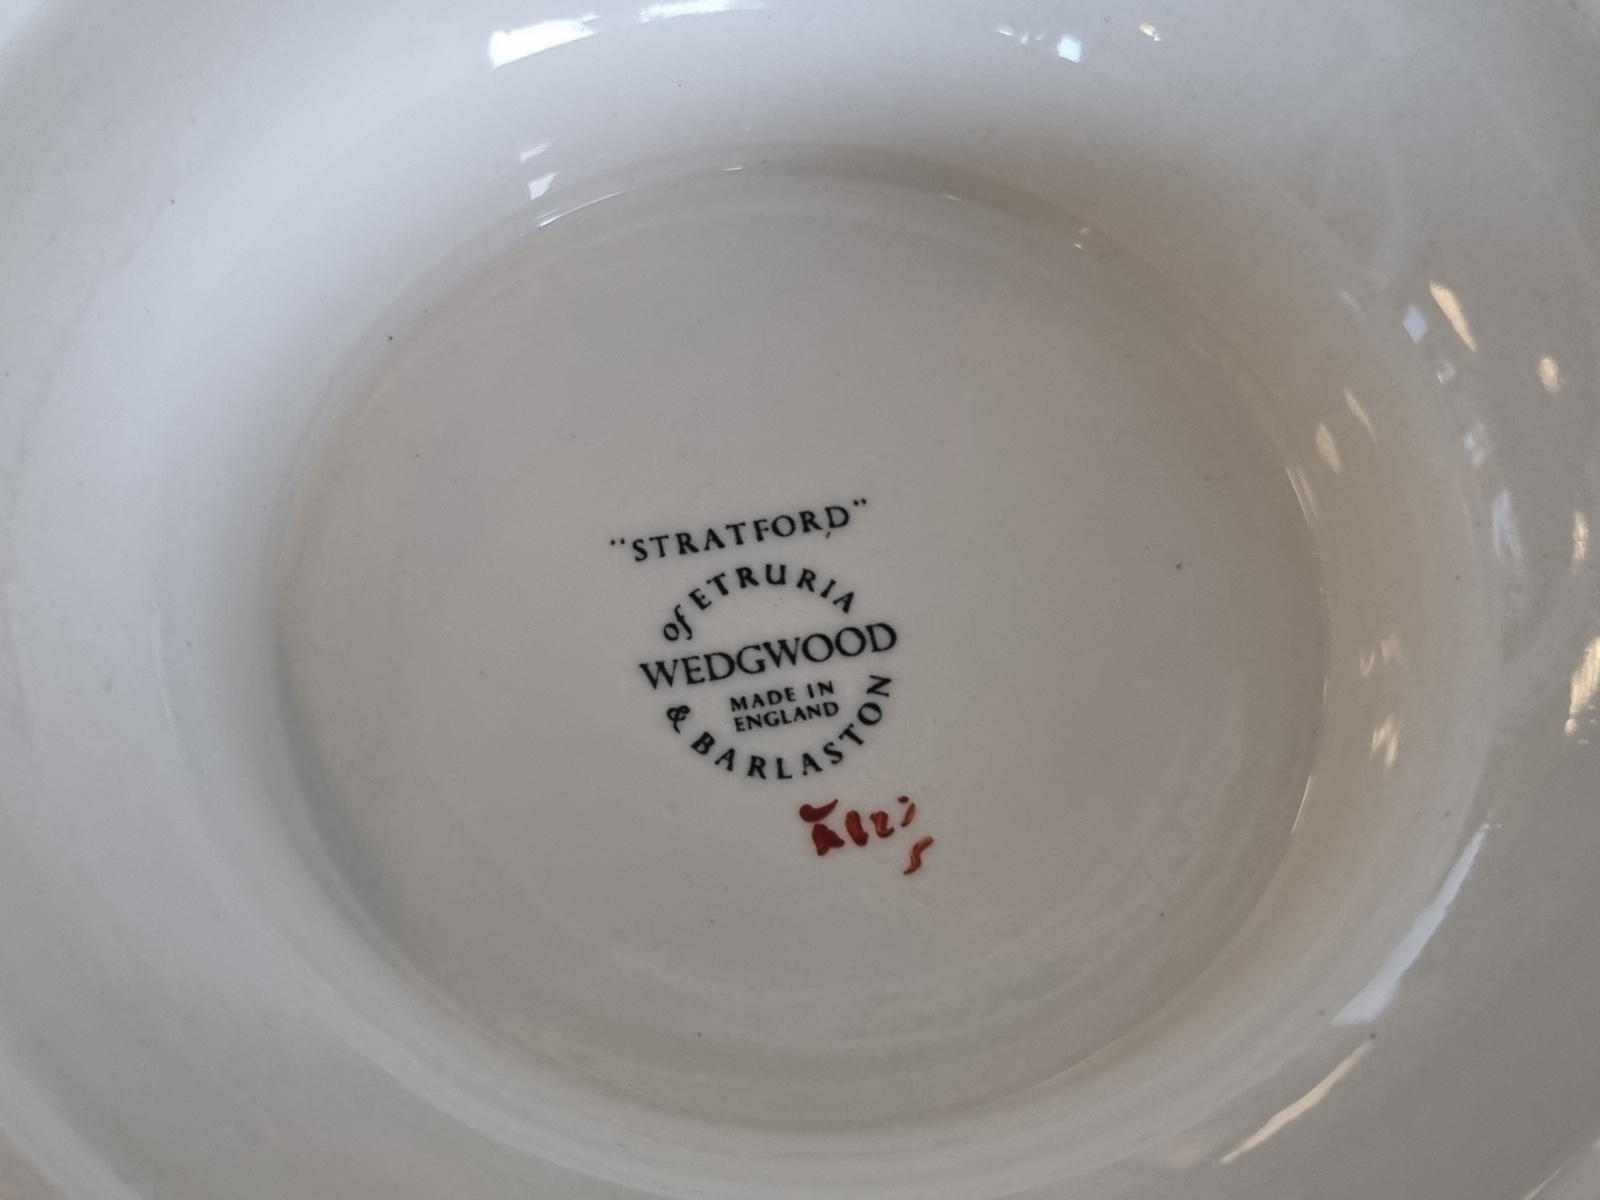 "STRATFORD"
of ETRURIA
WEDGWOOD
MADE IN
ENGLAND
& BARLASTON